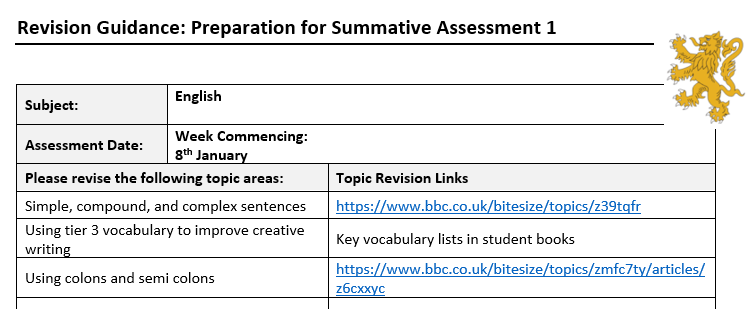 Revision Guidance: Preparation for Summative Assessment 1
Subject: English
Assessment Date: Week Commencing:
8th January
Please revise the following topic areas: Topic Revision Links
Simple, compound, and complex sentences https://www.bbc.co.uk/bitesize/topics/z39tqfr
Using tier 3 vocabulary to improve creative
writing Key vocabulary lists in student books
Using colons and semi colons https://www.bbc.co.uk/bitesize/topics/zmfc7ty/articles/
z6cxxyc